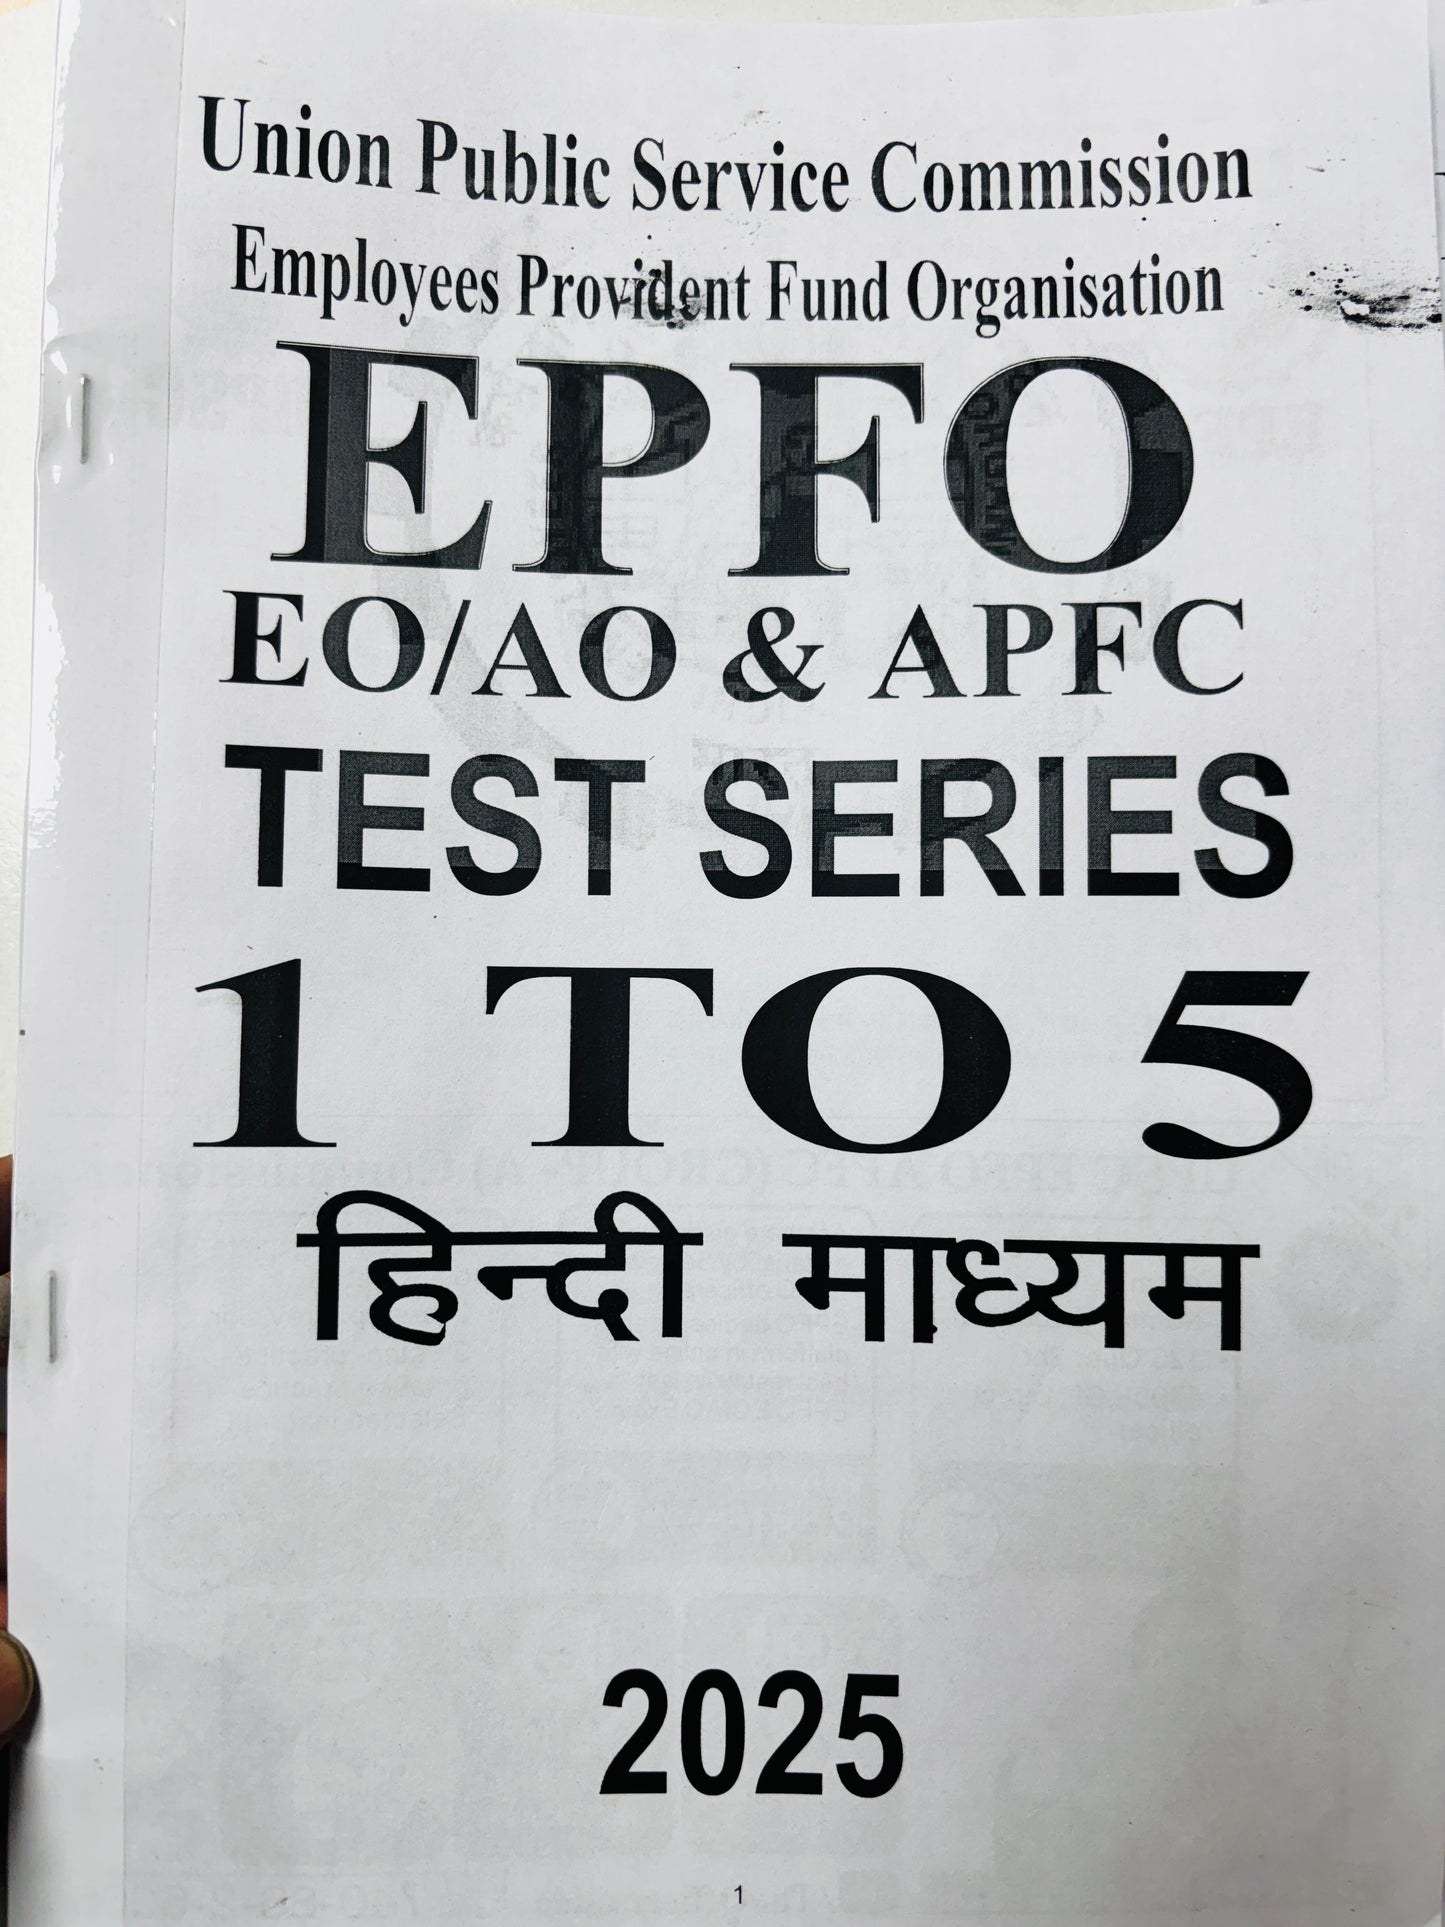 Union Public Service Commission
Employees Provident Fund Organisation
EPFO
EO/AO & APFC
TEST SERIES
1 TO 5
हिन्दी माध्यम
2025
1